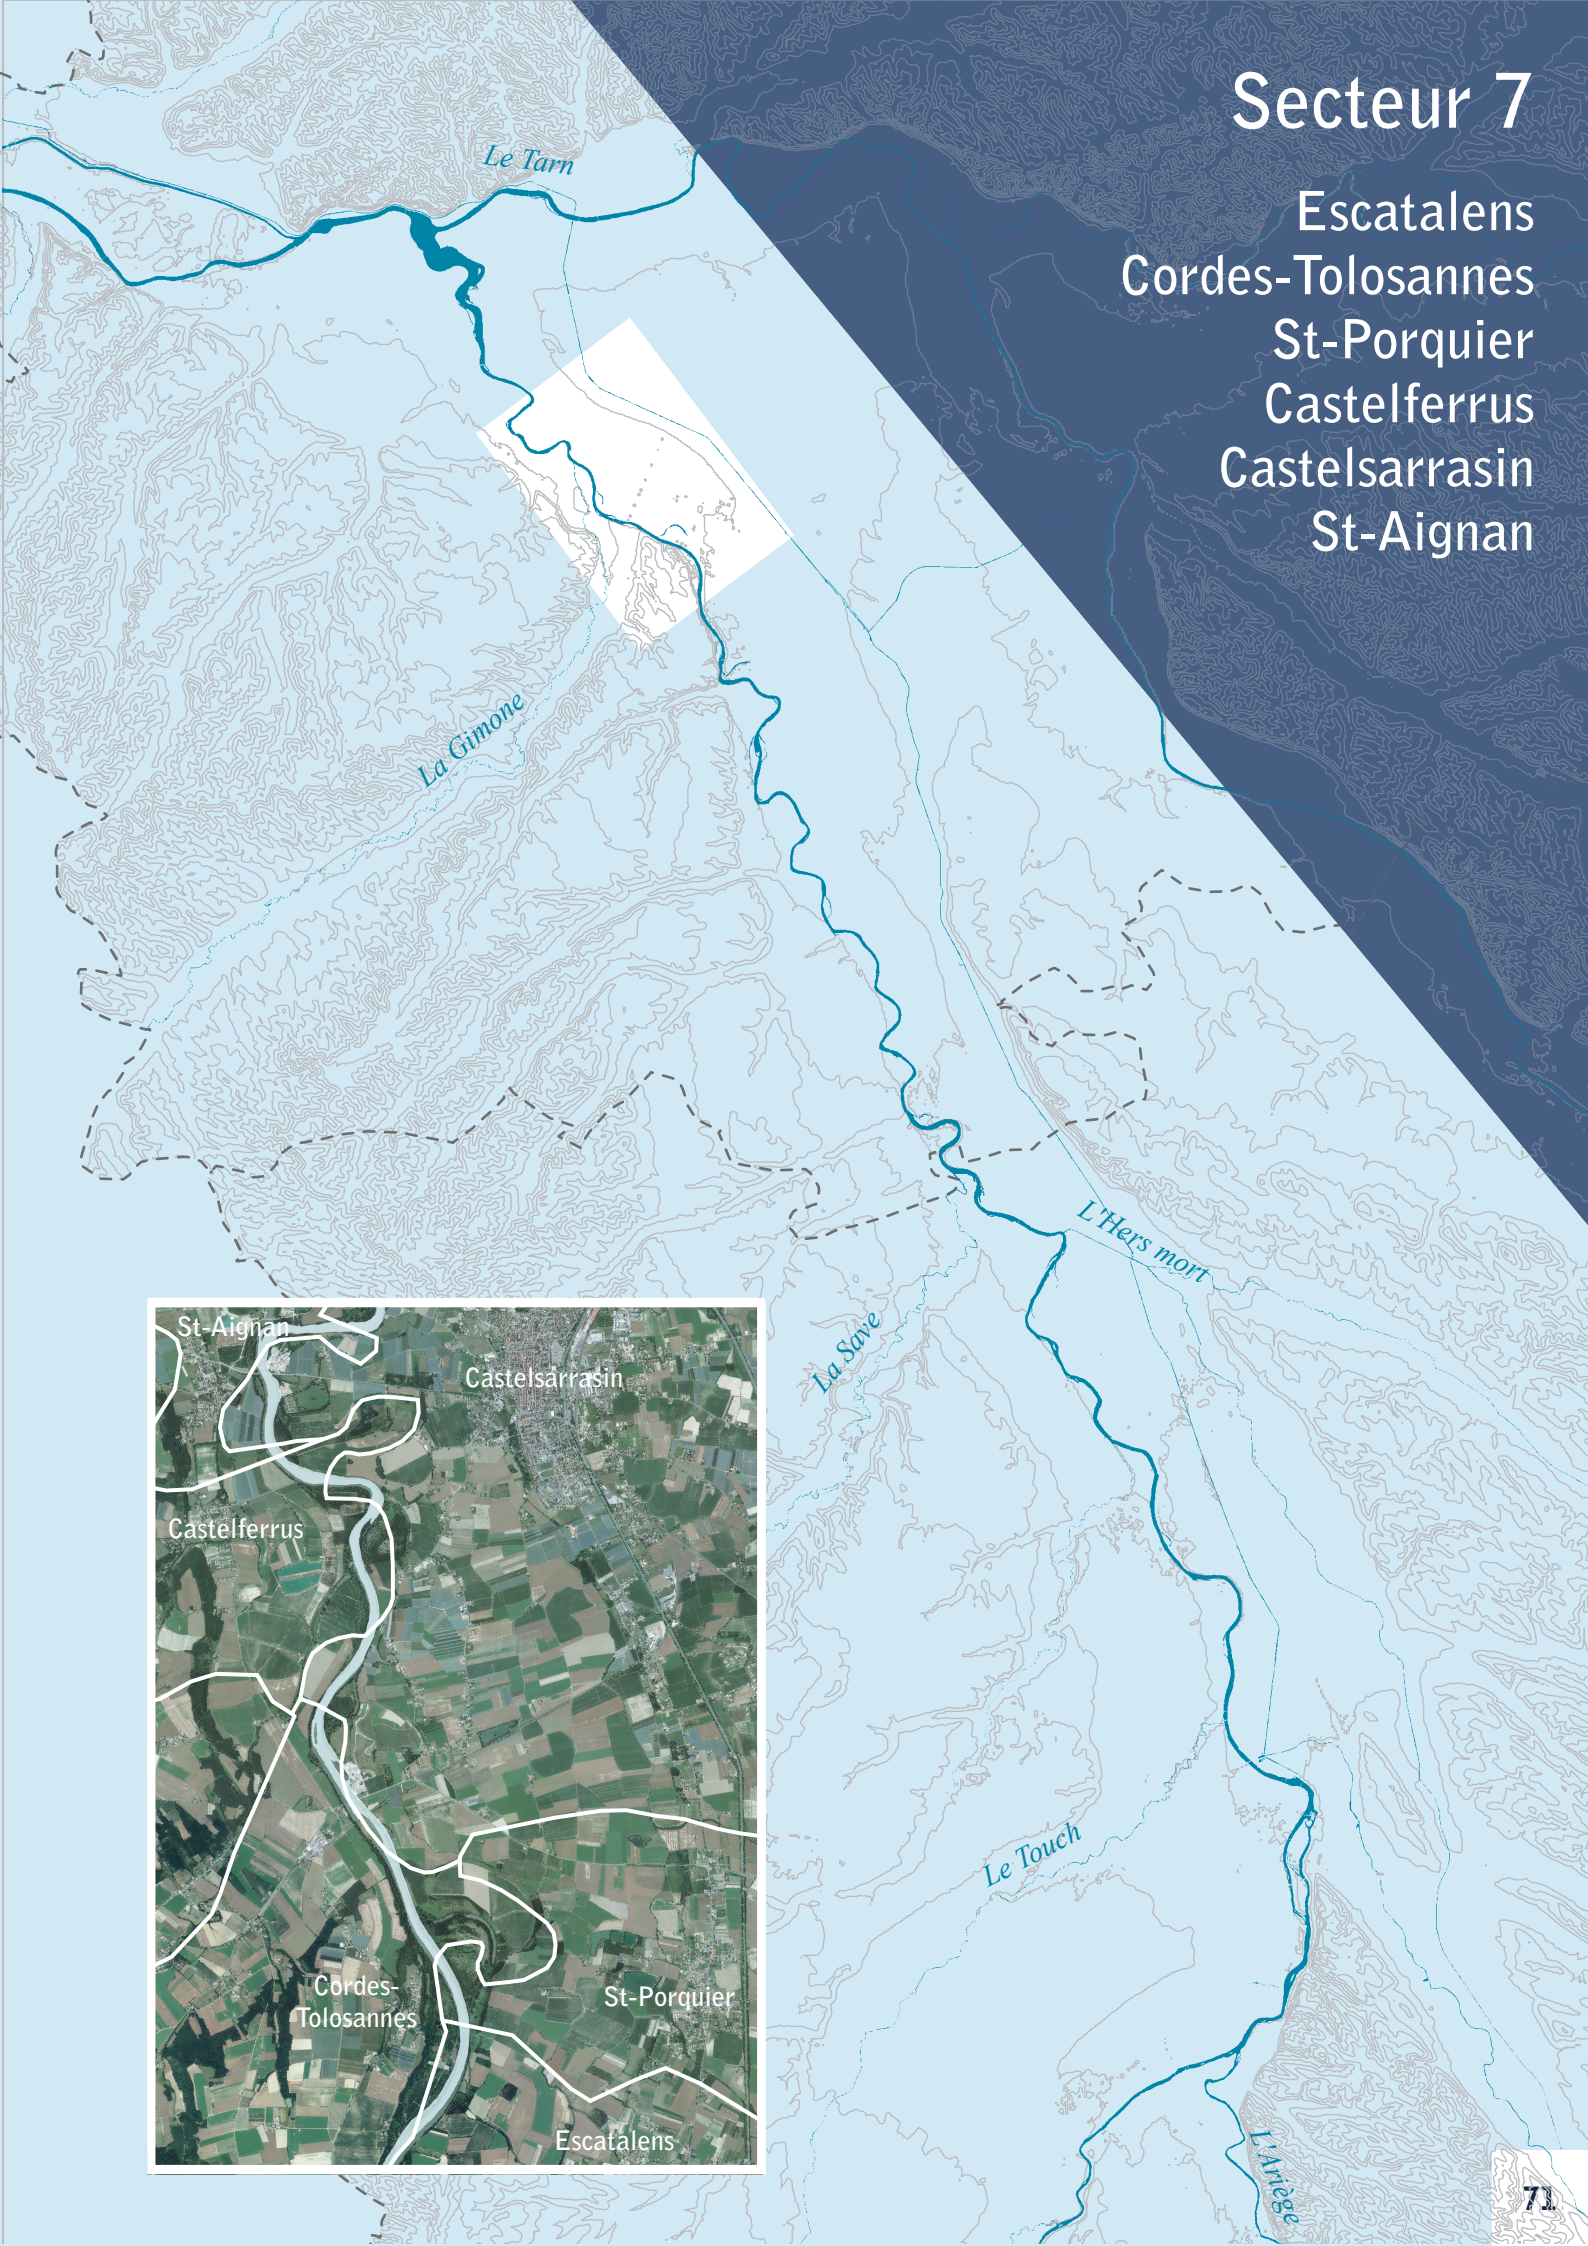 Secteur 7
Escatalens
Cordes-Tolosannes
St-Porquier
Castelferrus
Castelsarrasin
St-Aignan
Le Tarn
La Gimone
L'Hers mort
La Save
Le Touch
L'Ariège
St-Aignan
Castelsarrasin
Castelferrus
Cordes-
Tolosannes
St-Porquier
Escatalens
71